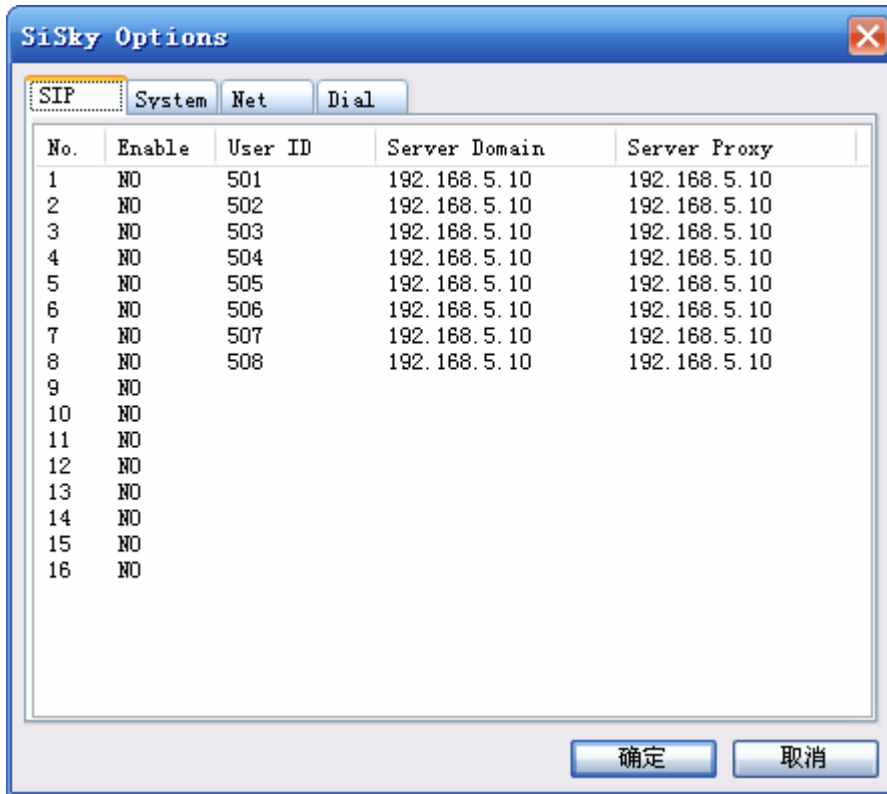 SiSky Options
SIP System Net Dial
No. Enable User ID Server Domain Server Proxy
1 NO 501 192.168.5.10 192.168.5.10
2 NO 502 192.168.5.10 192.168.5.10
3 NO 503 192.168.5.10 192.168.5.10
4 NO 504 192.168.5.10 192.168.5.10
5 NO 505 192.168.5.10 192.168.5.10
6 NO 506 192.168.5.10 192.168.5.10
7 NO 507 192.168.5.10 192.168.5.10
8 NO 508 192.168.5.10 192.168.5.10
9 NO
10 NO
11 NO
12 NO
13 NO
14 NO
15 NO
16 NO
确定 取消